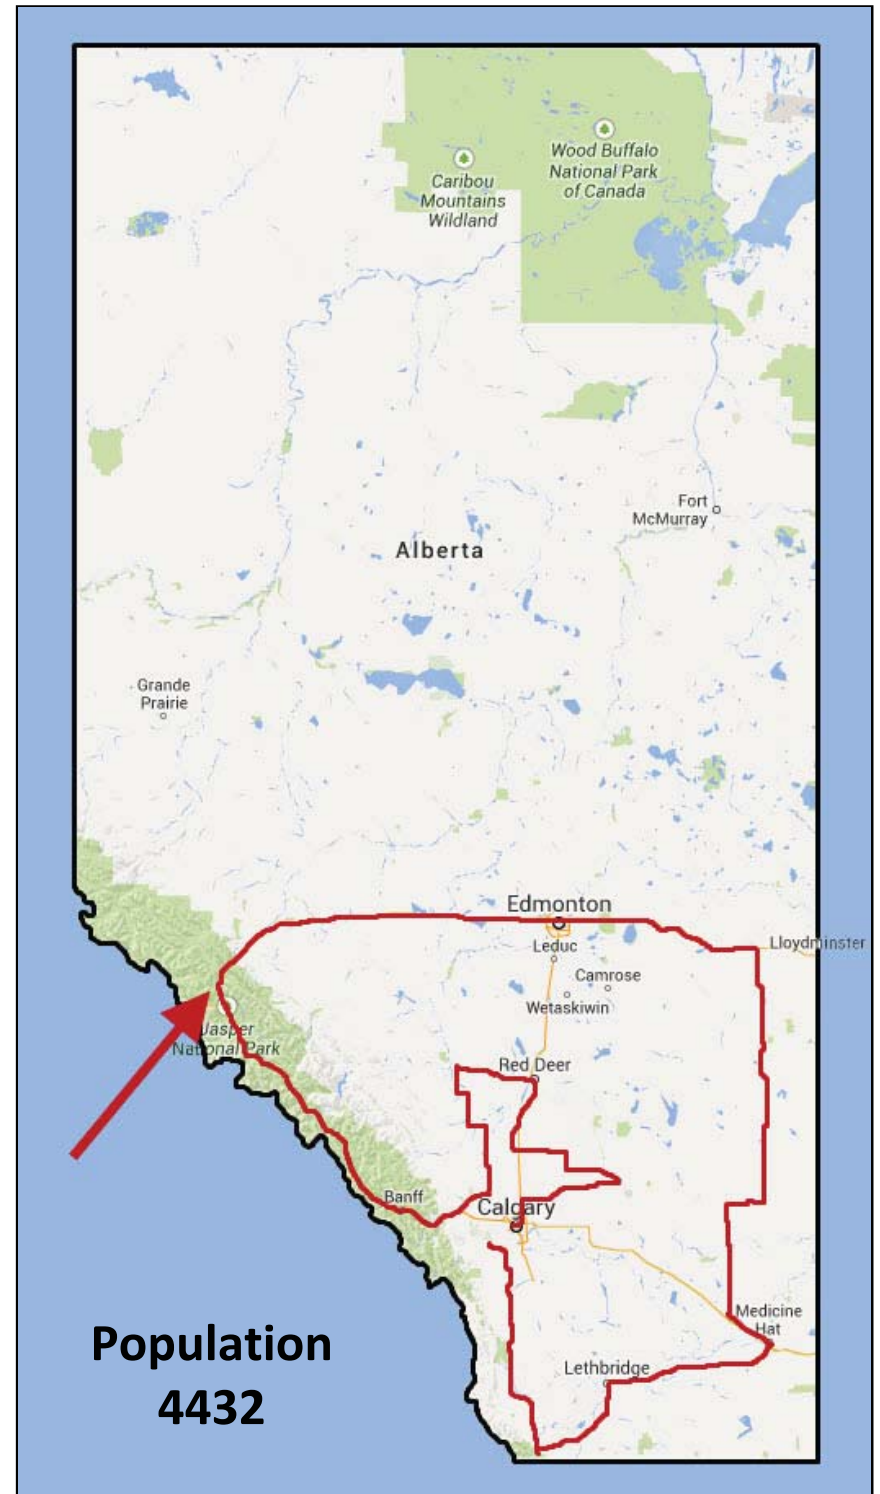 Wood Buffalo
National Park
of Canada
Caribou
Mountains
Wildland
Fort
McMurray
Alberta
Grande
Prairie
Edmonton
Lloydminster
Leduc
Camrose
Wetaskiwin
Jasper
National Park
Red Deer
Banff
Calgary
Medicine
Hat
Lethbridge
Population
4432